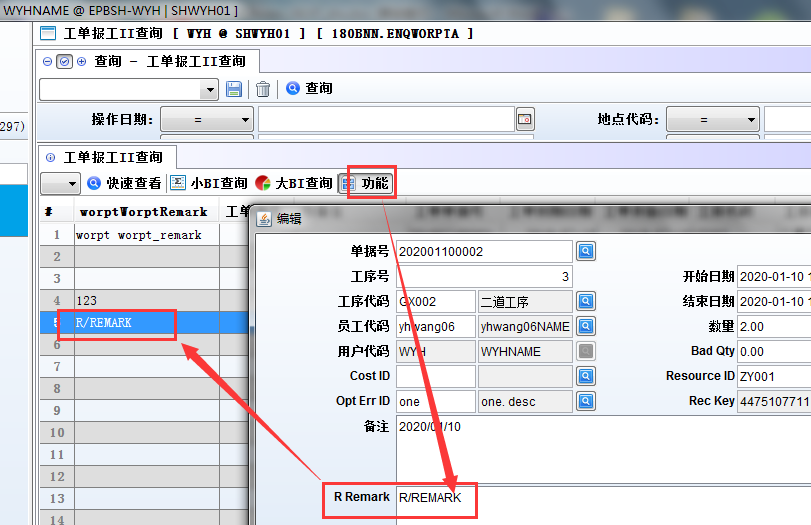 WYHNAME @ EPBSH-WYH | SHWYH01 ]
工单报工II查询 [ WYH @ SHWYH01 ] [ 180BNN.ENQWORPTA ]
查询 - 工单报工II查询
查询
操作日期: =
地点代码: =
297)
工单报工II查询
快速查看 小BI查询 大BI查询 功能
# worptWorptRemark 工
1 worpt worpt_remark
2
3
4 123
5 R/REMARK
6
7
8
9
10
11
12
13
编辑
单据号 202001100002
工序号 3
开始日期 2020-01-10 1
工序代码 GX002 二道工序
结束日期 2020-01-10 1
员工代码 yhwang06 yhwang06NAME
数量 2.00
用户代码 WYH WYHNAME
Bad Qty 0.00
Cost ID
Resource ID ZY001
Opt Err ID one one. desc
Rec Key 4475107711
备注 2020/01/10
R Remark R/REMARK